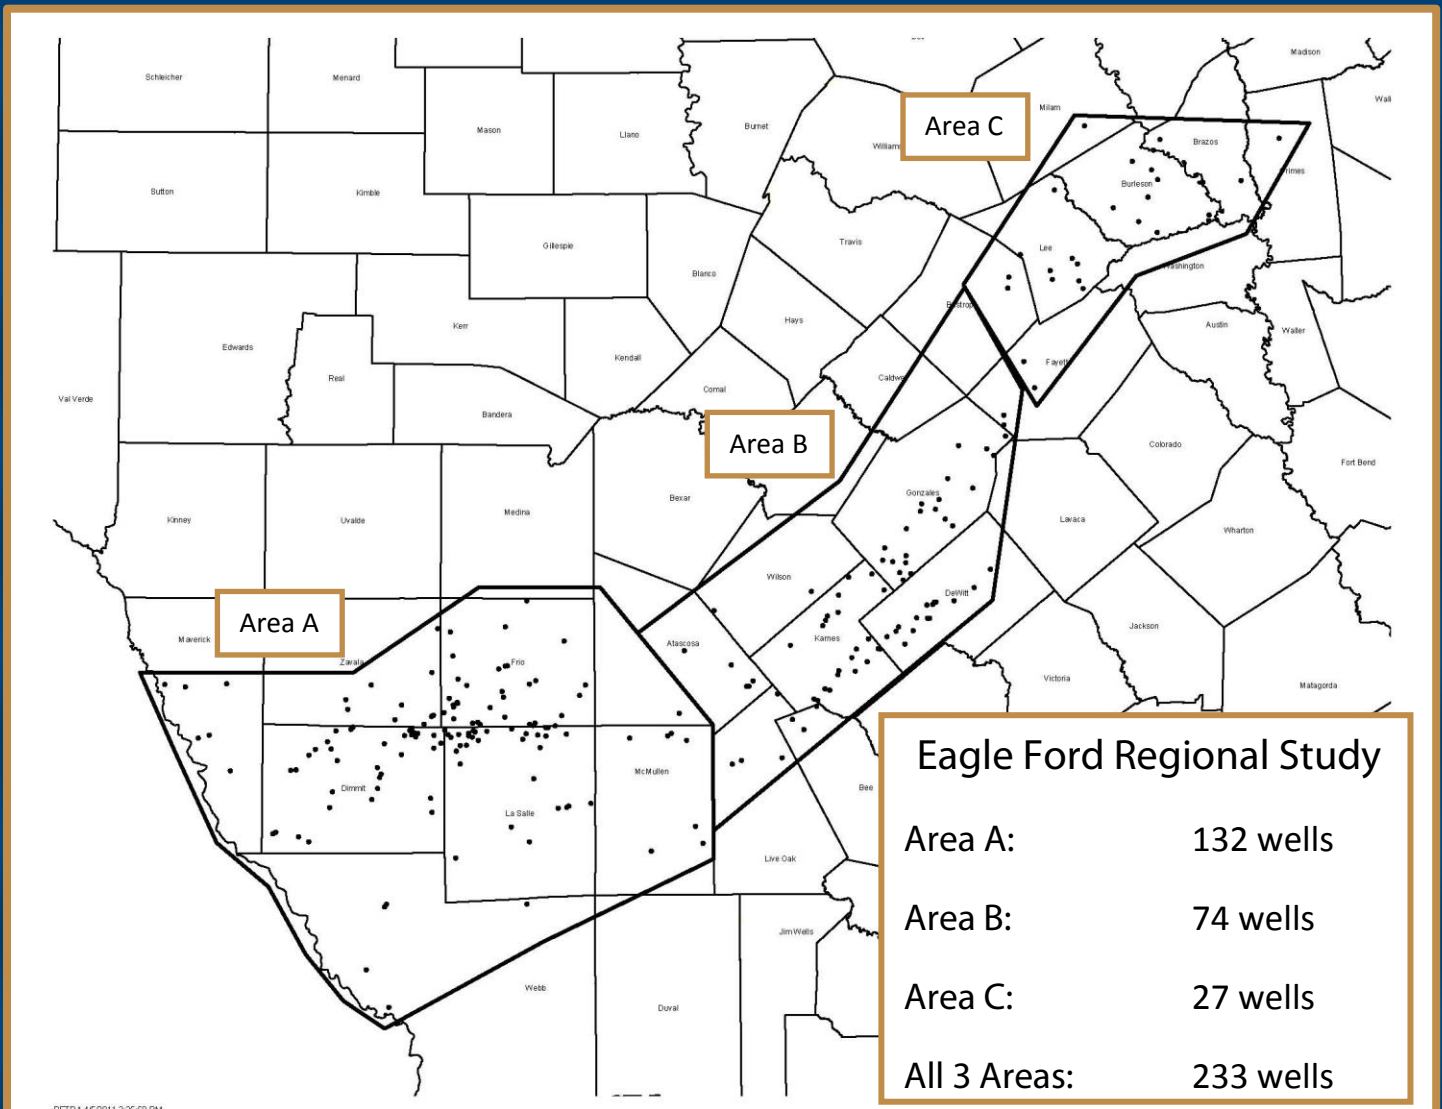 Schleicher
Menard
Mason
Llano
Burnet
Milam
Madison
Wall
Area C
Brazos
Grimes
Burleson
Sutton
Kimble
Gillespie
Travis
Lee
Blanco
Washington
Bastrop
Austin
Waller
Hays
Kerr
Edwards
Kendall
Real
Comal
Caldwell
Fayette
Val Verde
Bandera
Area B
Colorado
Fort Bend
Kinney
Uvalde
Medina
Bexar
Gonzales
Lavaca
Wharton
Wilson
DeWitt
Area A
Maverick
Zavala
Frio
Atascosa
Karnes
Jackson
Victoria
Matagorda
Dimmit
La Salle
McMullen
Bee
Live Oak
Jim Wells
Webb
Duval
Eagle Ford Regional Study
Area A: 132 wells
Area B: 74 wells
Area C: 27 wells
All 3 Areas: 233 wells